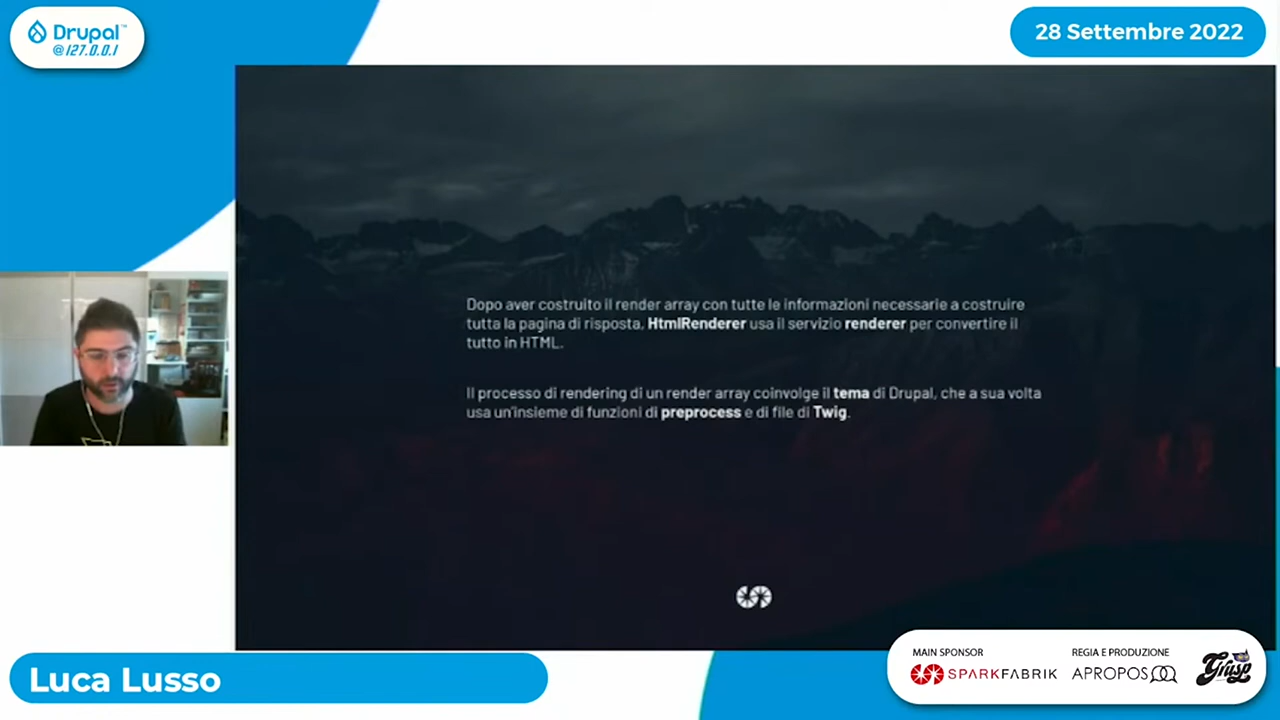 Drupal™
@127.0.0.1
28 Settembre 2022
Dopo aver costruito il render array con tutte le informazioni necessarie a costruire
tutta la pagina di risposta, HtmlRenderer usa il servizio renderer per convertire il
tutto in HTML.
Il processo di rendering di un render array coinvolge il tema di Drupal, che a sua volta
usa un'insieme di funzioni di preprocess e di file di Twig.
Luca Lusso
MAIN SPONSOR
SPARKFABRIK
REGIA E PRODUZIONE
APROPOS
Grusp